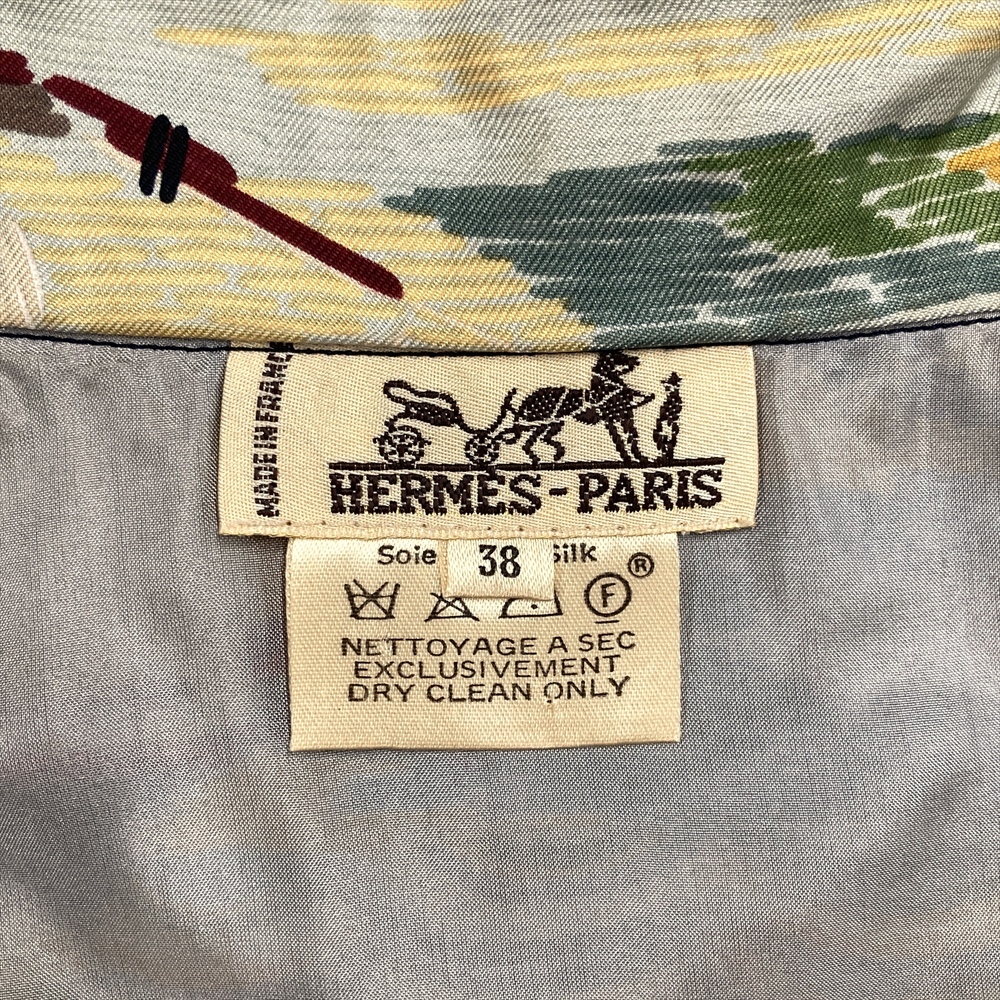 MADE IN FRANCE
HERMES-PARIS
Soie 38 Silk
F ®
NETTOYAGE A SEC
EXCLUSIVEMENT
DRY CLEAN ONLY